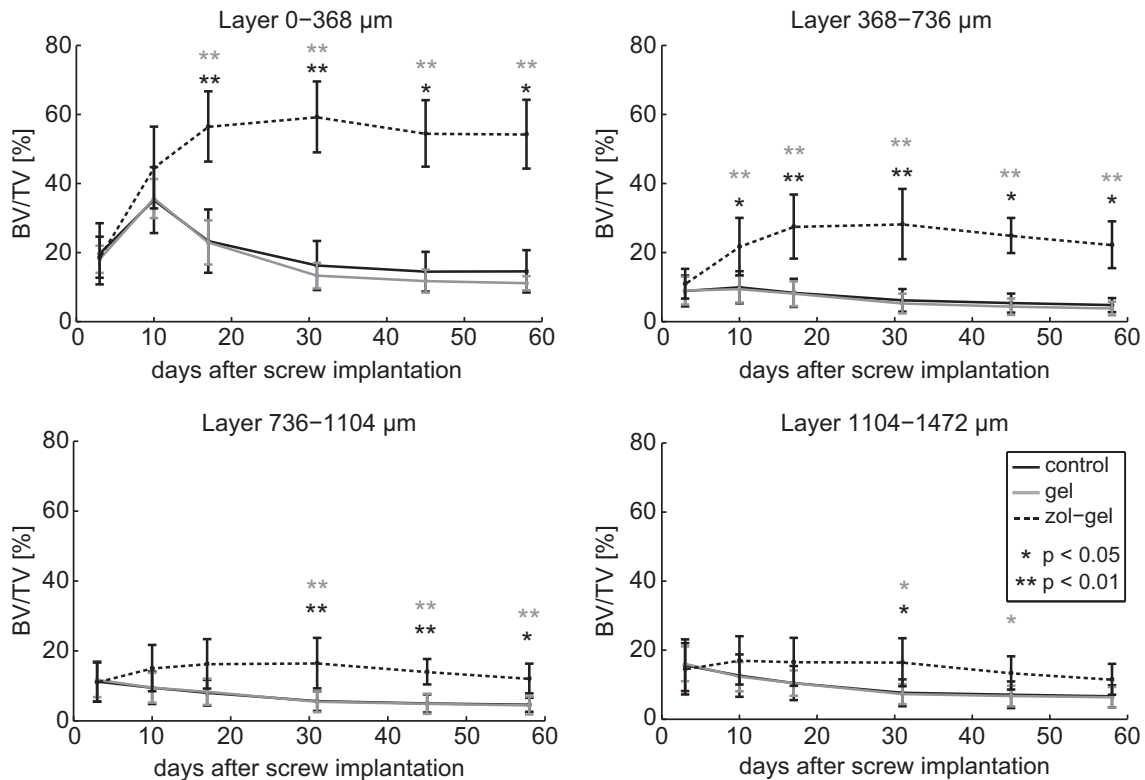 Layer 0−368 µm
80
60
40
20
0
BV/TV [%]
** ** ** **
** ** * *
0 10 20 30 40 50 60
days after screw implantation
Layer 368−736 µm
80
60
40
20
0
BV/TV [%]
** ** ** ** **
* ** ** * *
0 10 20 30 40 50 60
days after screw implantation
Layer 736−1104 µm
80
60
40
20
0
BV/TV [%]
** ** **
** ** *
0 10 20 30 40 50 60
days after screw implantation
Layer 1104−1472 µm
80
60
40
20
0
BV/TV [%]
* *
*
0 10 20 30 40 50 60
days after screw implantation
control
gel
zol−gel
* p < 0.05
** p < 0.01